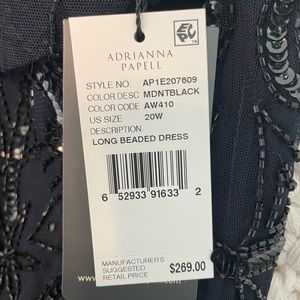 ADRIANNA
PAPELL
STYLE NO. AP1E207609
COLOR DESC MDNTBLACK
COLOR CODE AW410
US SIZE 20W
DESCRIPTION
LONG BEADED DRESS
6 52933 91633 2
MANUFACTURER'S
SUGGESTED
RETAIL PRICE
$269.00